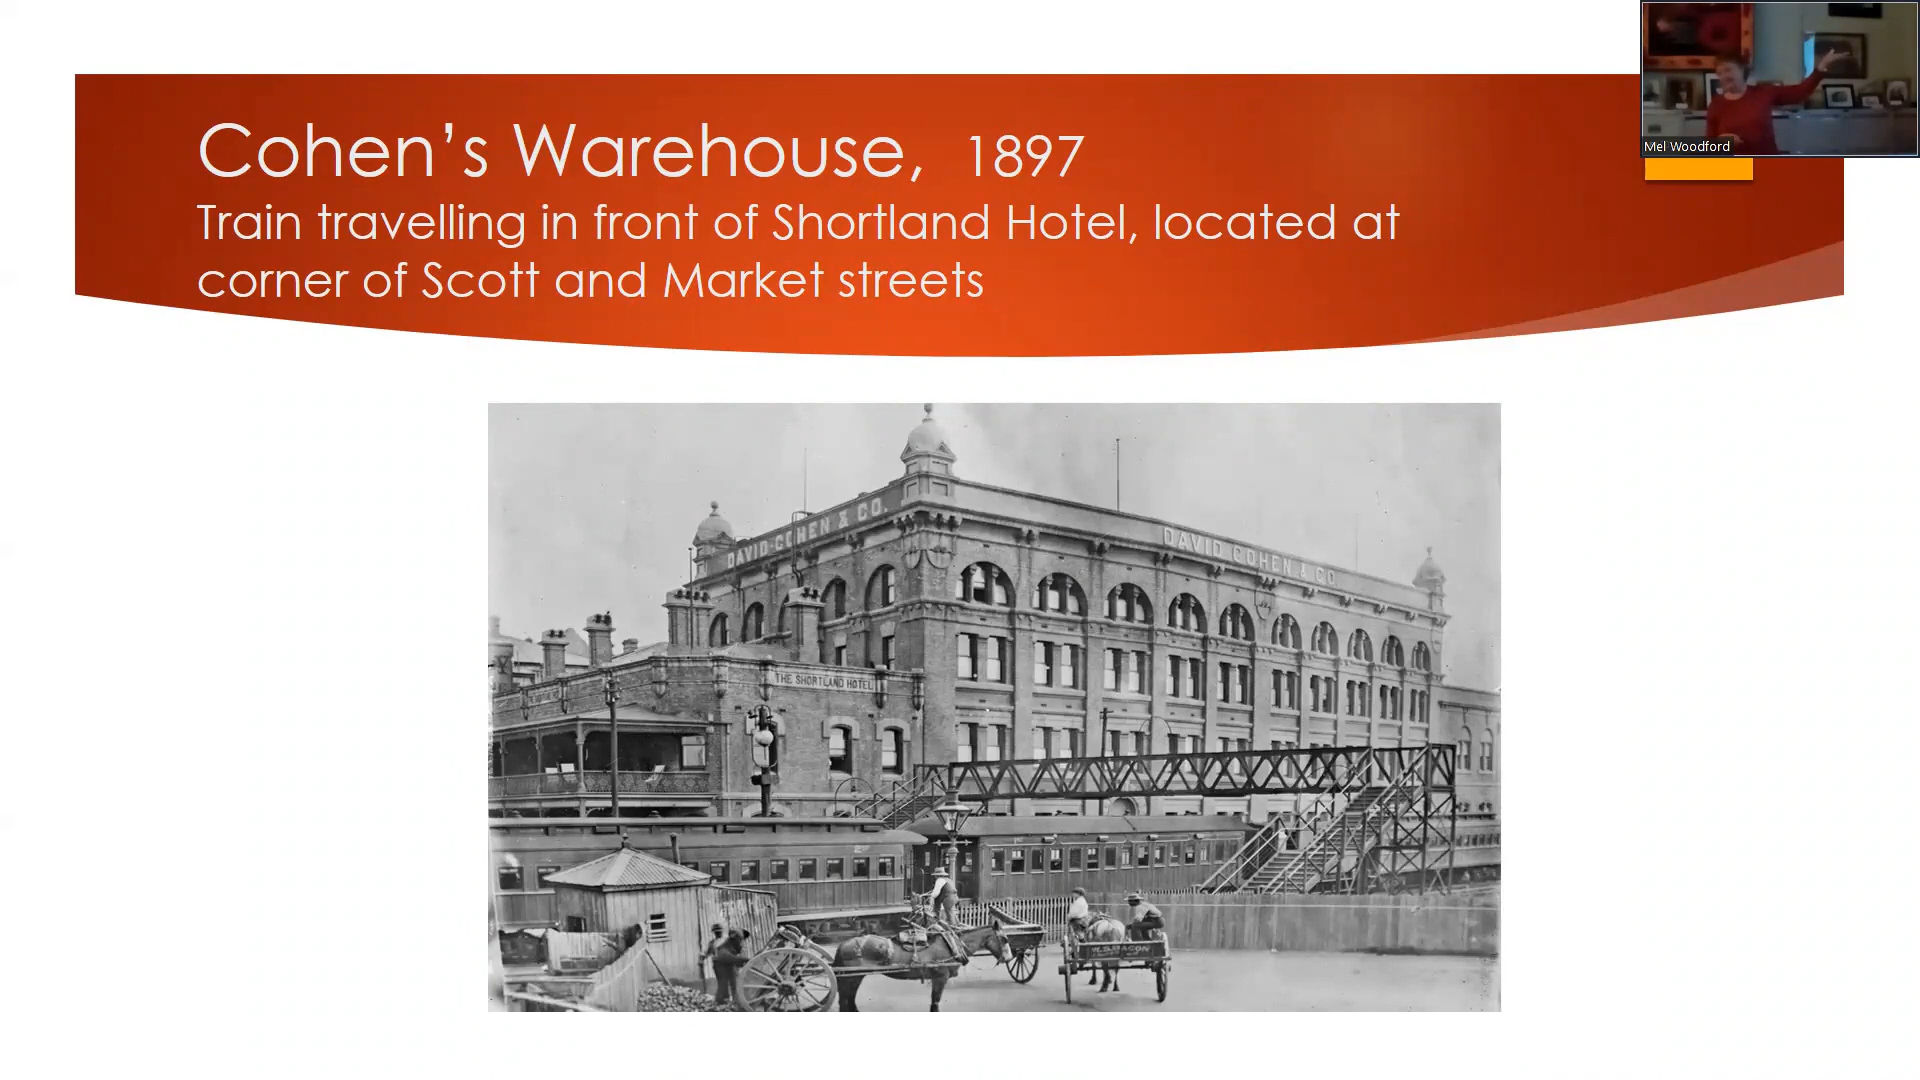 Cohen’s Warehouse, 1897
Train travelling in front of Shortland Hotel, located at
corner of Scott and Market streets
Mel Woodford
DAVID COHEN & CO.
DAVID COHEN & CO.
THE SHORTLAND HOTEL